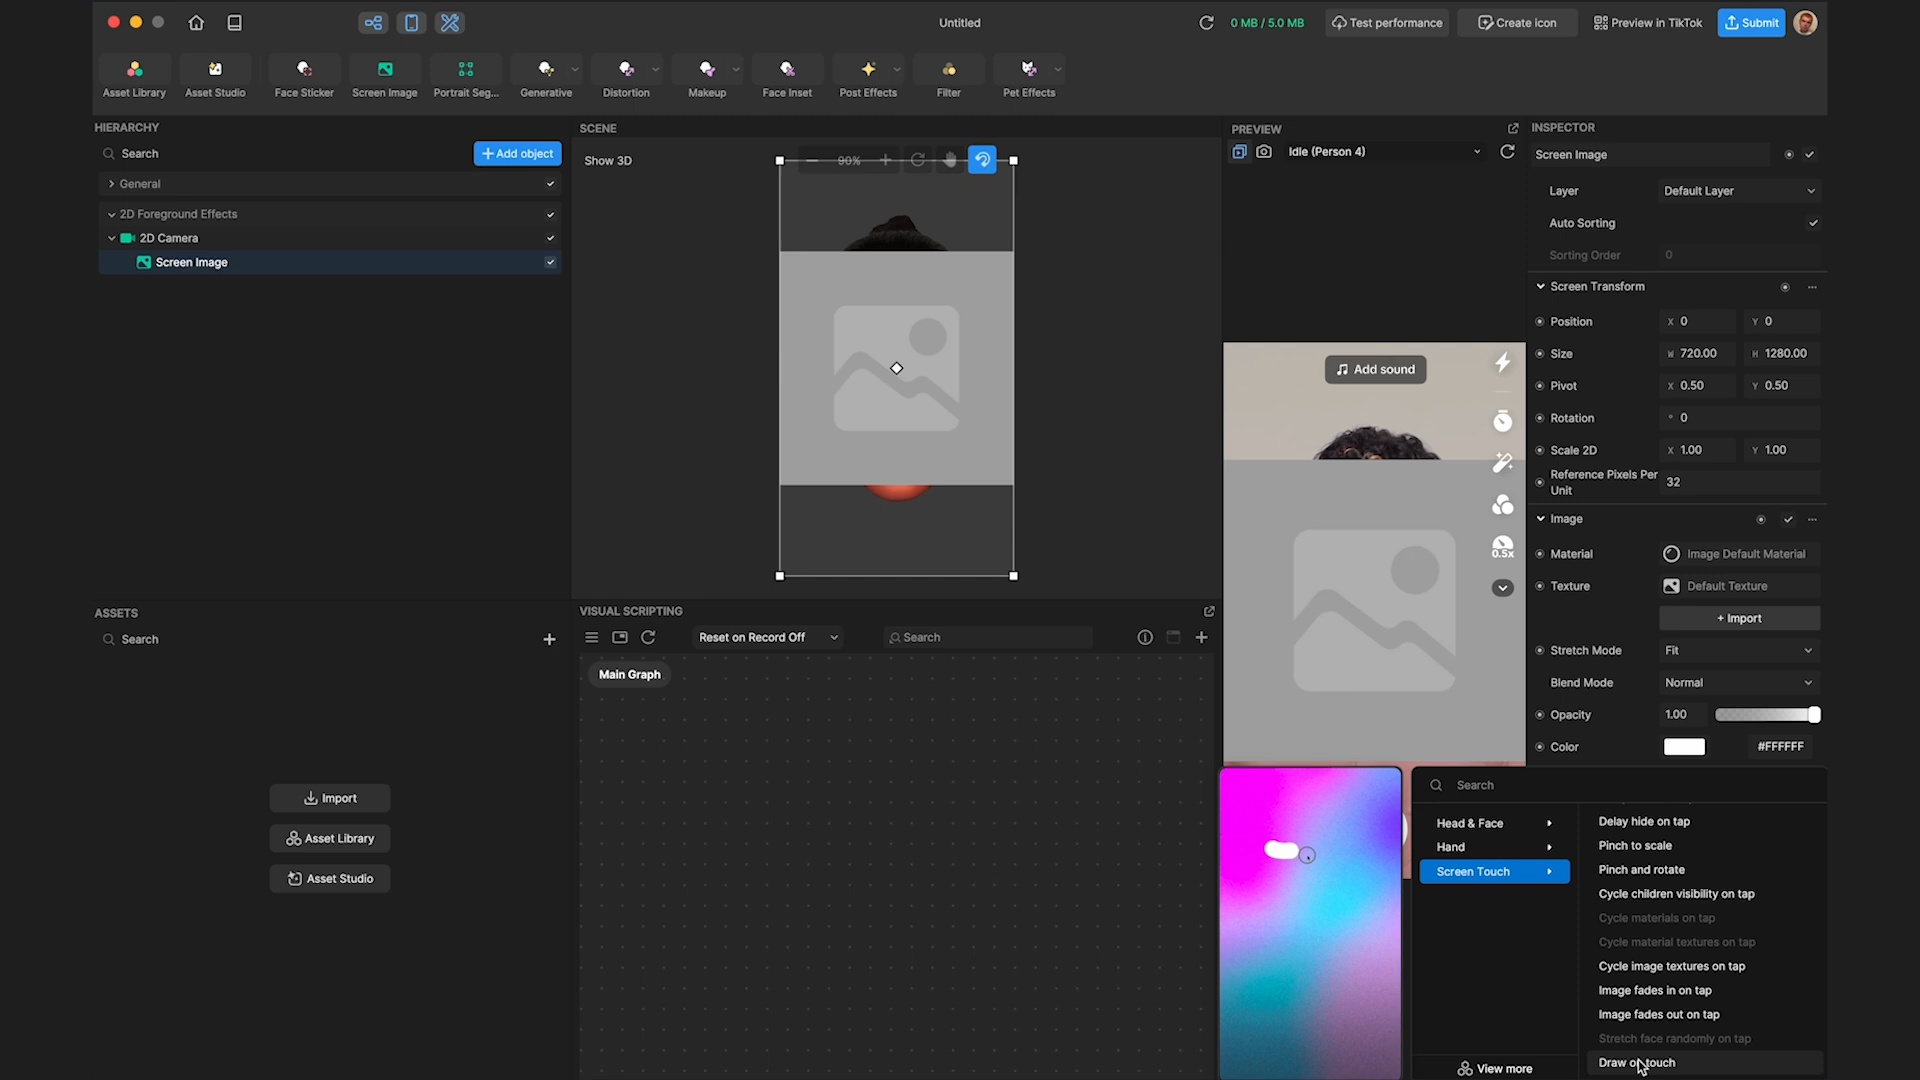 Untitled
0 MB / 5.0 MB
Test performance
Create icon
Preview in TikTok
Submit
Asset Library
Asset Studio
Face Sticker
Screen Image
Portrait Seg...
Generative
Distortion
Makeup
Face Inset
Post Effects
Filter
Pet Effects
HIERARCHY
Search
+ Add object
General
2D Foreground Effects
2D Camera
Screen Image
SCENE
Show 3D
90%
PREVIEW
Idle (Person 4)
Add sound
0.5x
INSPECTOR
Screen Image
Layer Default Layer
Auto Sorting
Sorting Order 0
Screen Transform
Position X 0 Y 0
Size W 720.00 H 1280.00
Pivot X 0.50 Y 0.50
Rotation ° 0
Scale 2D X 1.00 Y 1.00
Reference Pixels Per
Unit 32
Image
Material Image Default Material
Texture Default Texture
+ Import
Stretch Mode Fit
Blend Mode Normal
Opacity 1.00
Color #FFFFFF
ASSETS
Search
Import
Asset Library
Asset Studio
VISUAL SCRIPTING
Reset on Record Off
Search
Main Graph
Search
Head & Face
Hand
Screen Touch
View more
Delay hide on tap
Pinch to scale
Pinch and rotate
Cycle children visibility on tap
Cycle materials on tap
Cycle material textures on tap
Cycle image textures on tap
Image fades in on tap
Image fades out on tap
Stretch face randomly on tap
Draw on touch